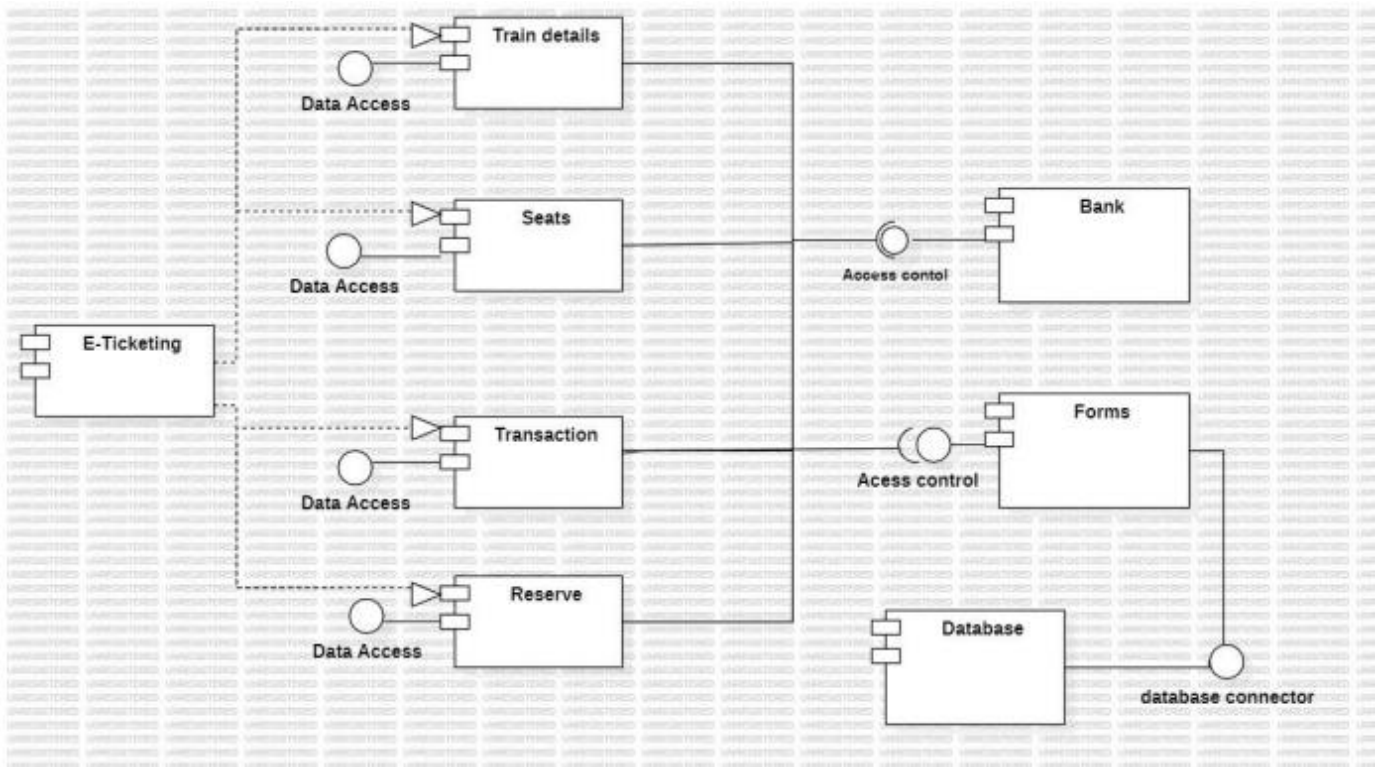 Train details
Data Access
Seats
Data Access
Bank
Access contol
E-Ticketing
Transaction
Data Access
Forms
Acess control
Reserve
Data Access
Database
database connector